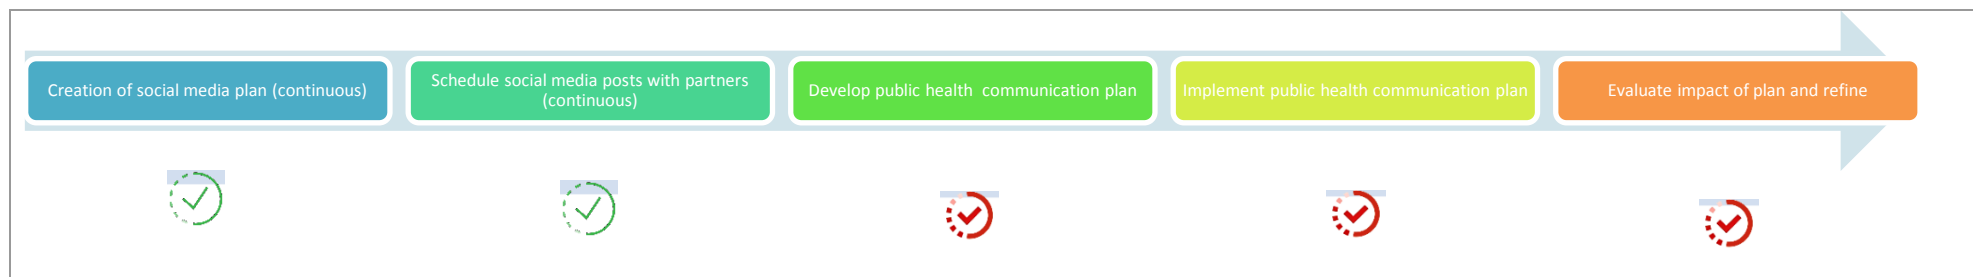 Creation of social media plan (continuous)
Schedule social media posts with partners
(continuous)
Develop public health  communication plan
Implement public health communication plan
Evaluate impact of plan and refine